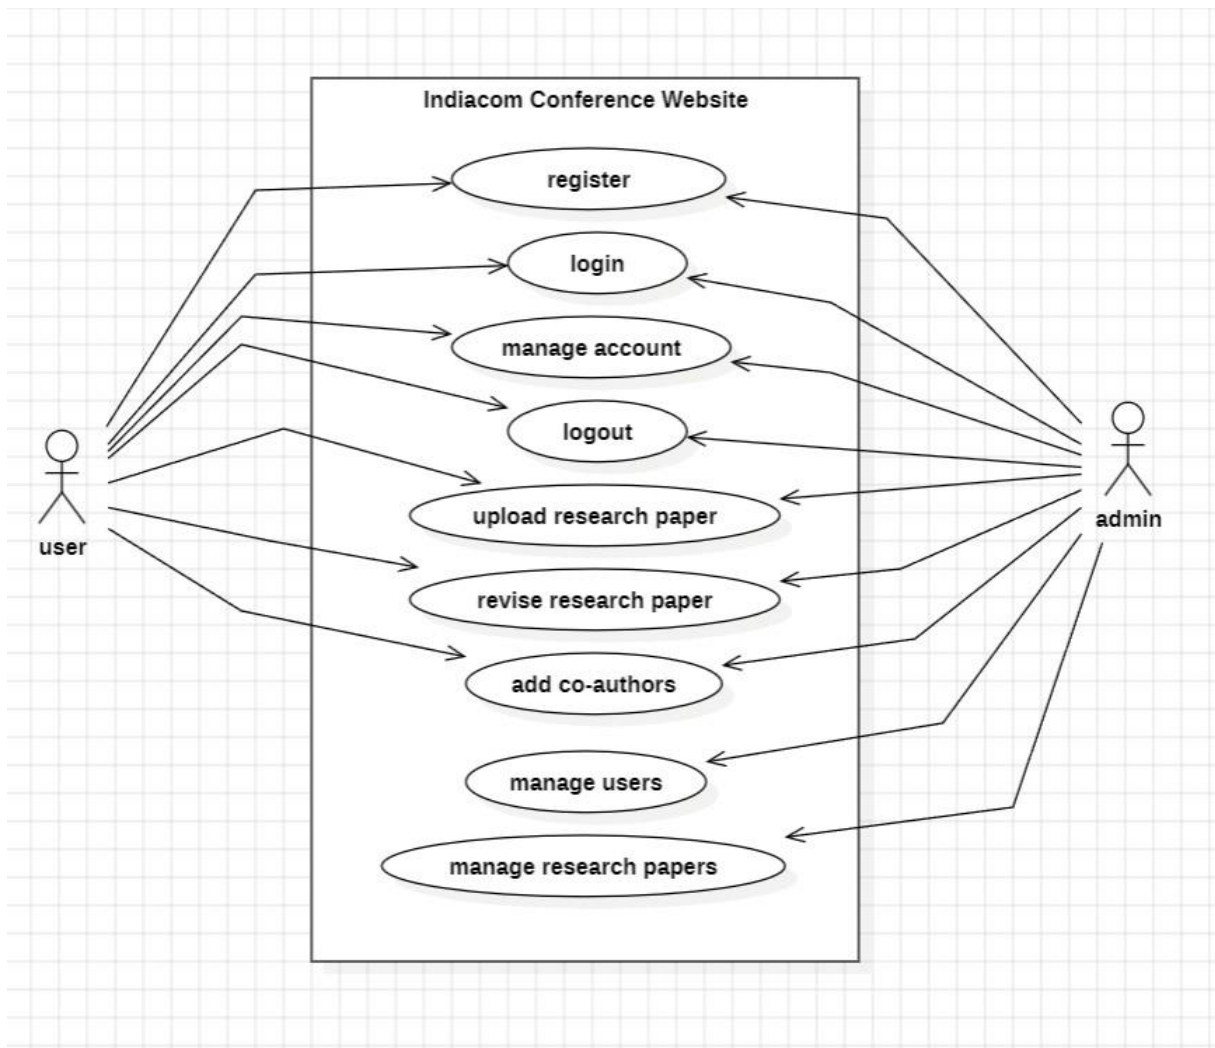 Indiacom Conference Website
register
login
manage account
logout
upload research paper
revise research paper
add co-authors
manage users
manage research papers
user
admin